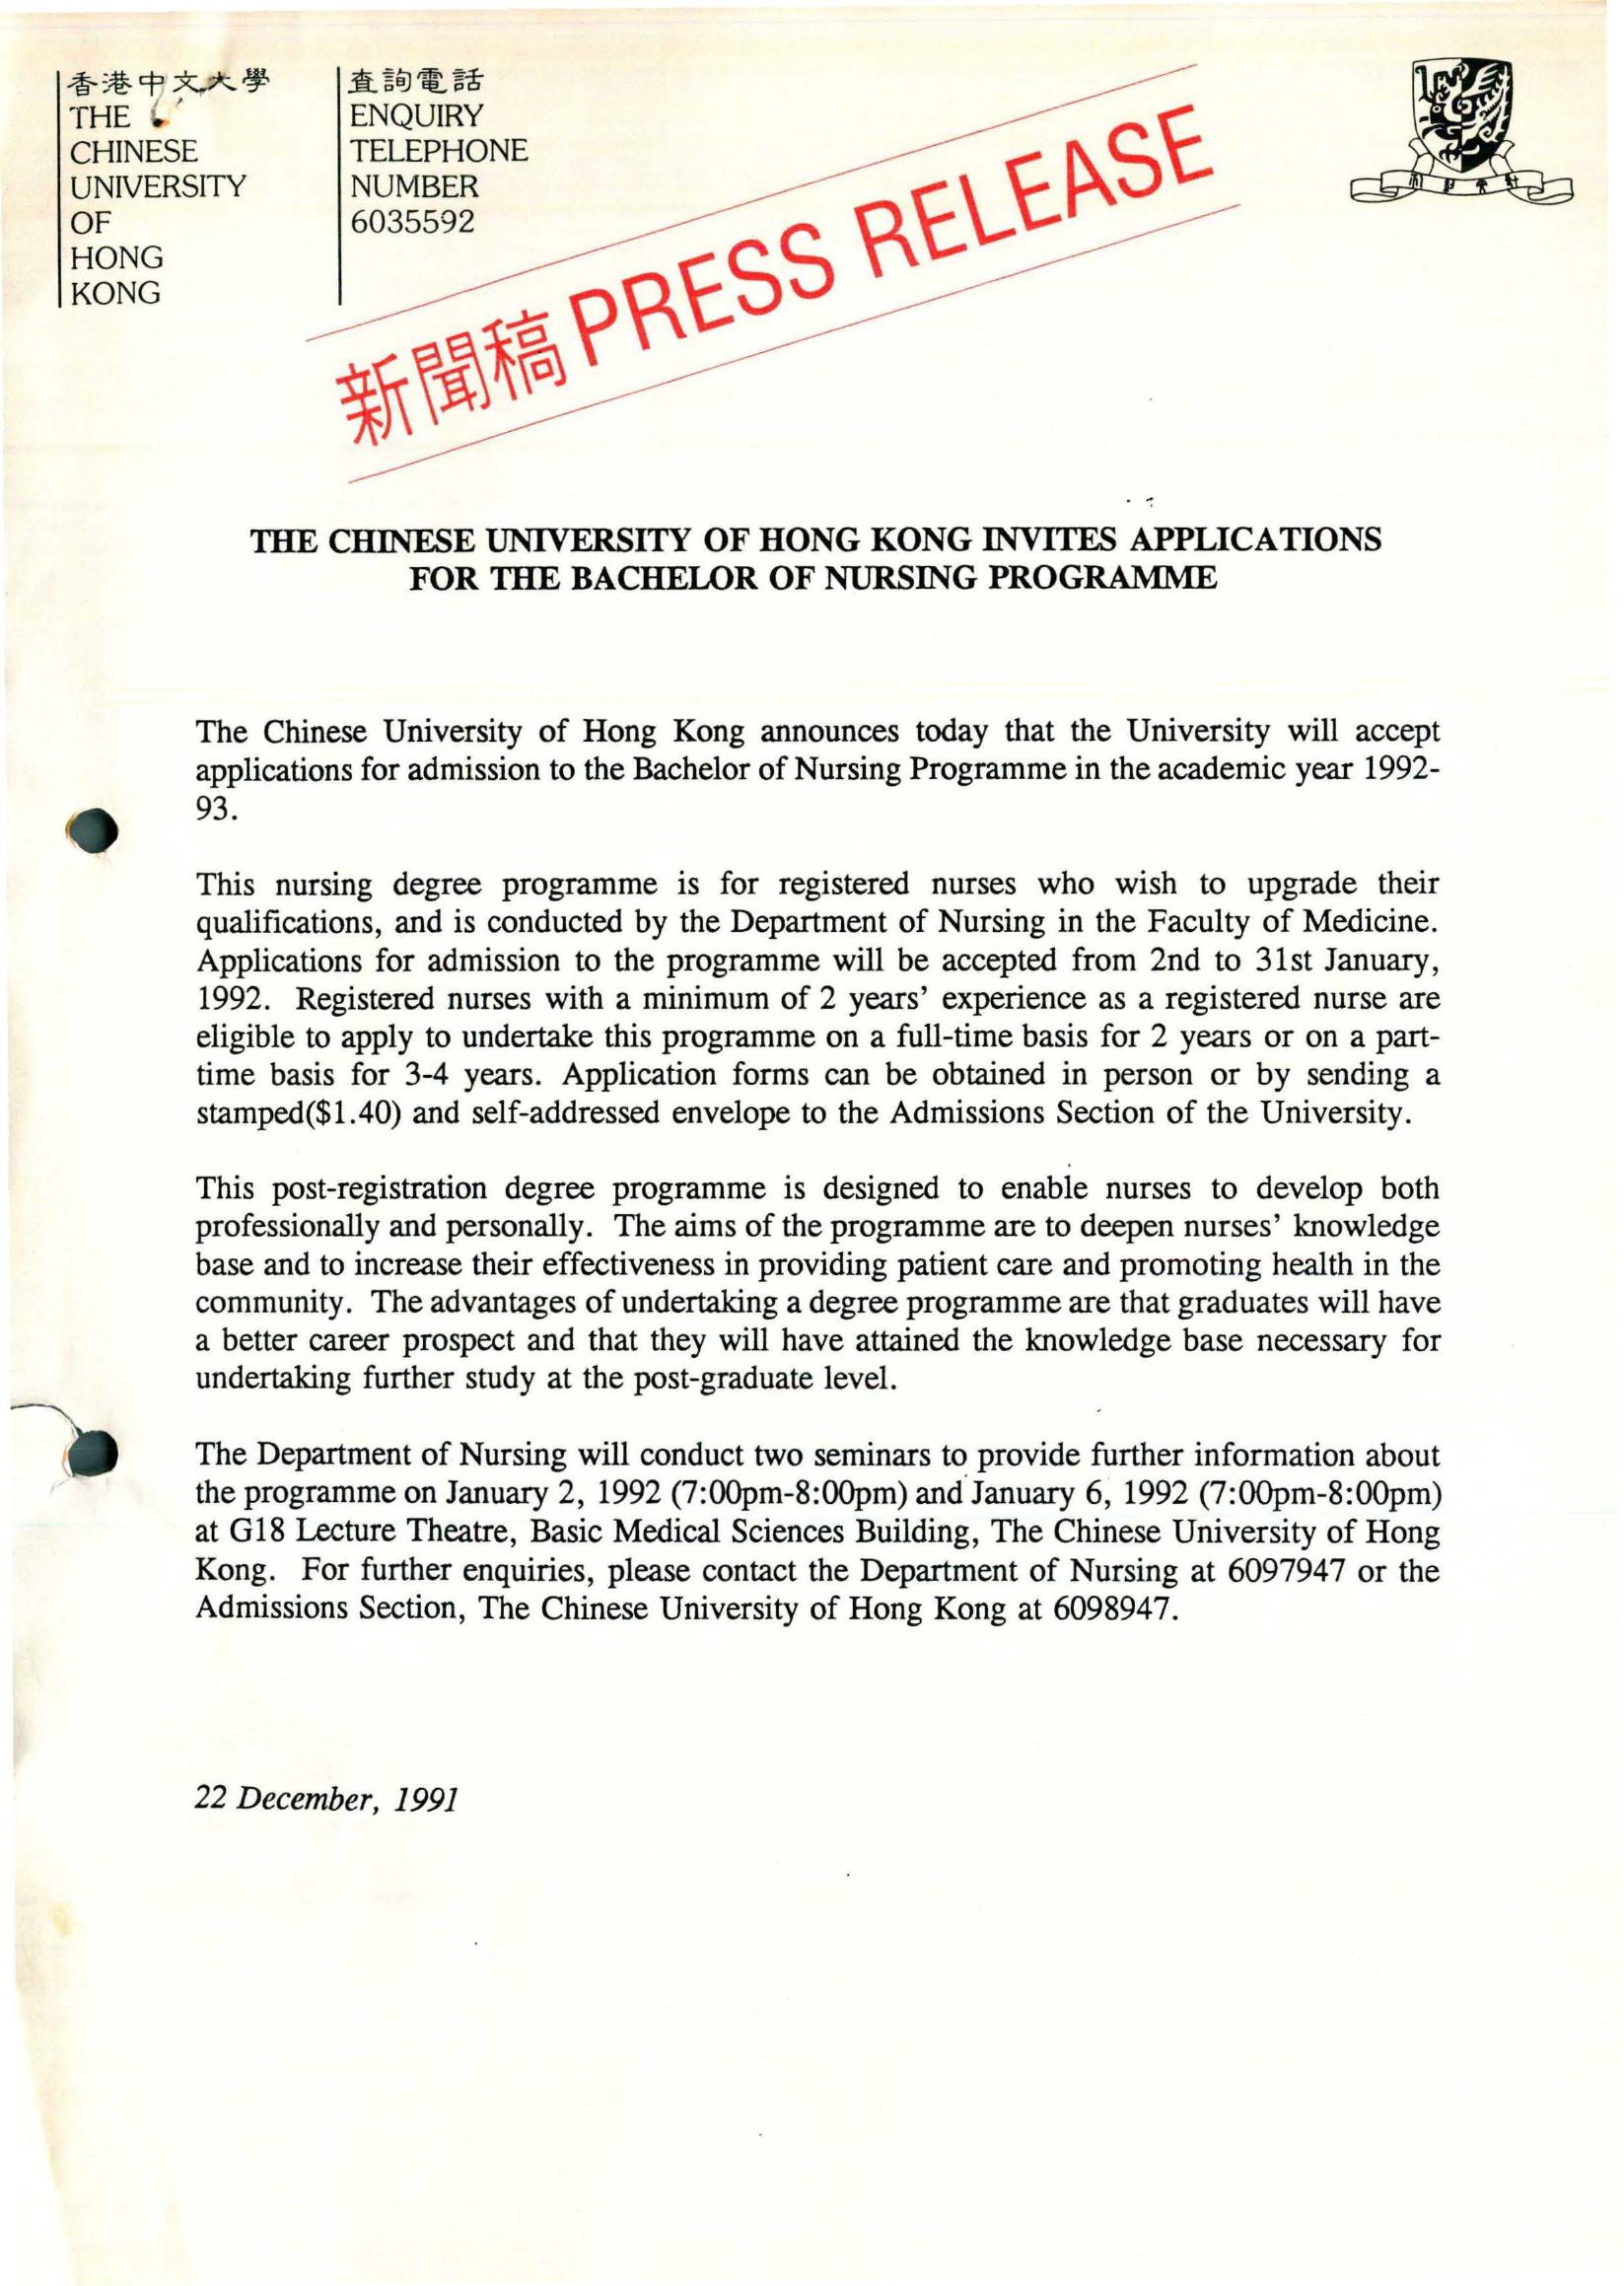 香港中文大學
THE
CHINESE
UNIVERSITY
OF
HONG
KONG
查詢電話
ENQUIRY
TELEPHONE
NUMBER
6035592
新聞稿 PRESS RELEASE
THE CHINESE UNIVERSITY OF HONG KONG INVITES APPLICATIONS
FOR THE BACHELOR OF NURSING PROGRAMME
The Chinese University of Hong Kong announces today that the University will accept
applications for admission to the Bachelor of Nursing Programme in the academic year 1992-
93.
This nursing degree programme is for registered nurses who wish to upgrade their
qualifications, and is conducted by the Department of Nursing in the Faculty of Medicine.
Applications for admission to the programme will be accepted from 2nd to 31st January,
1992. Registered nurses with a minimum of 2 years' experience as a registered nurse are
eligible to apply to undertake this programme on a full-time basis for 2 years or on a part-
time basis for 3-4 years. Application forms can be obtained in person or by sending a
stamped($1.40) and self-addressed envelope to the Admissions Section of the University.
This post-registration degree programme is designed to enable nurses to develop both
professionally and personally. The aims of the programme are to deepen nurses' knowledge
base and to increase their effectiveness in providing patient care and promoting health in the
community. The advantages of undertaking a degree programme are that graduates will have
a better career prospect and that they will have attained the knowledge base necessary for
undertaking further study at the post-graduate level.
The Department of Nursing will conduct two seminars to provide further information about
the programme on January 2, 1992 (7:00pm-8:00pm) and January 6, 1992 (7:00pm-8:00pm)
at G18 Lecture Theatre, Basic Medical Sciences Building, The Chinese University of Hong
Kong. For further enquiries, please contact the Department of Nursing at 6097947 or the
Admissions Section, The Chinese University of Hong Kong at 6098947.
22 December, 1991